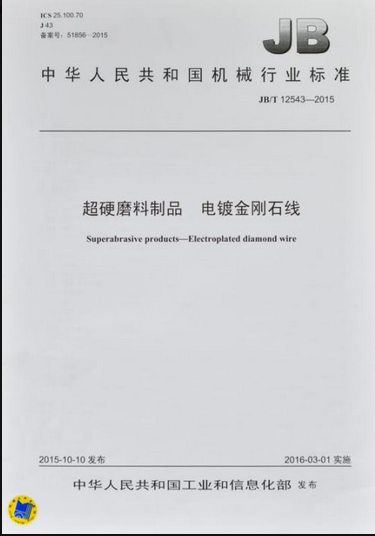 ICS 25.100.70
J 43
备案号：51856—2015
JB
中华人民共和国机械行业标准
JB/T 12543—2015
超硬磨料制品 电镀金刚石线
Superabrasive products—Electroplated diamond wire
2015-10-10 发布
2016-03-01 实施
中华人民共和国工业和信息化部 发布